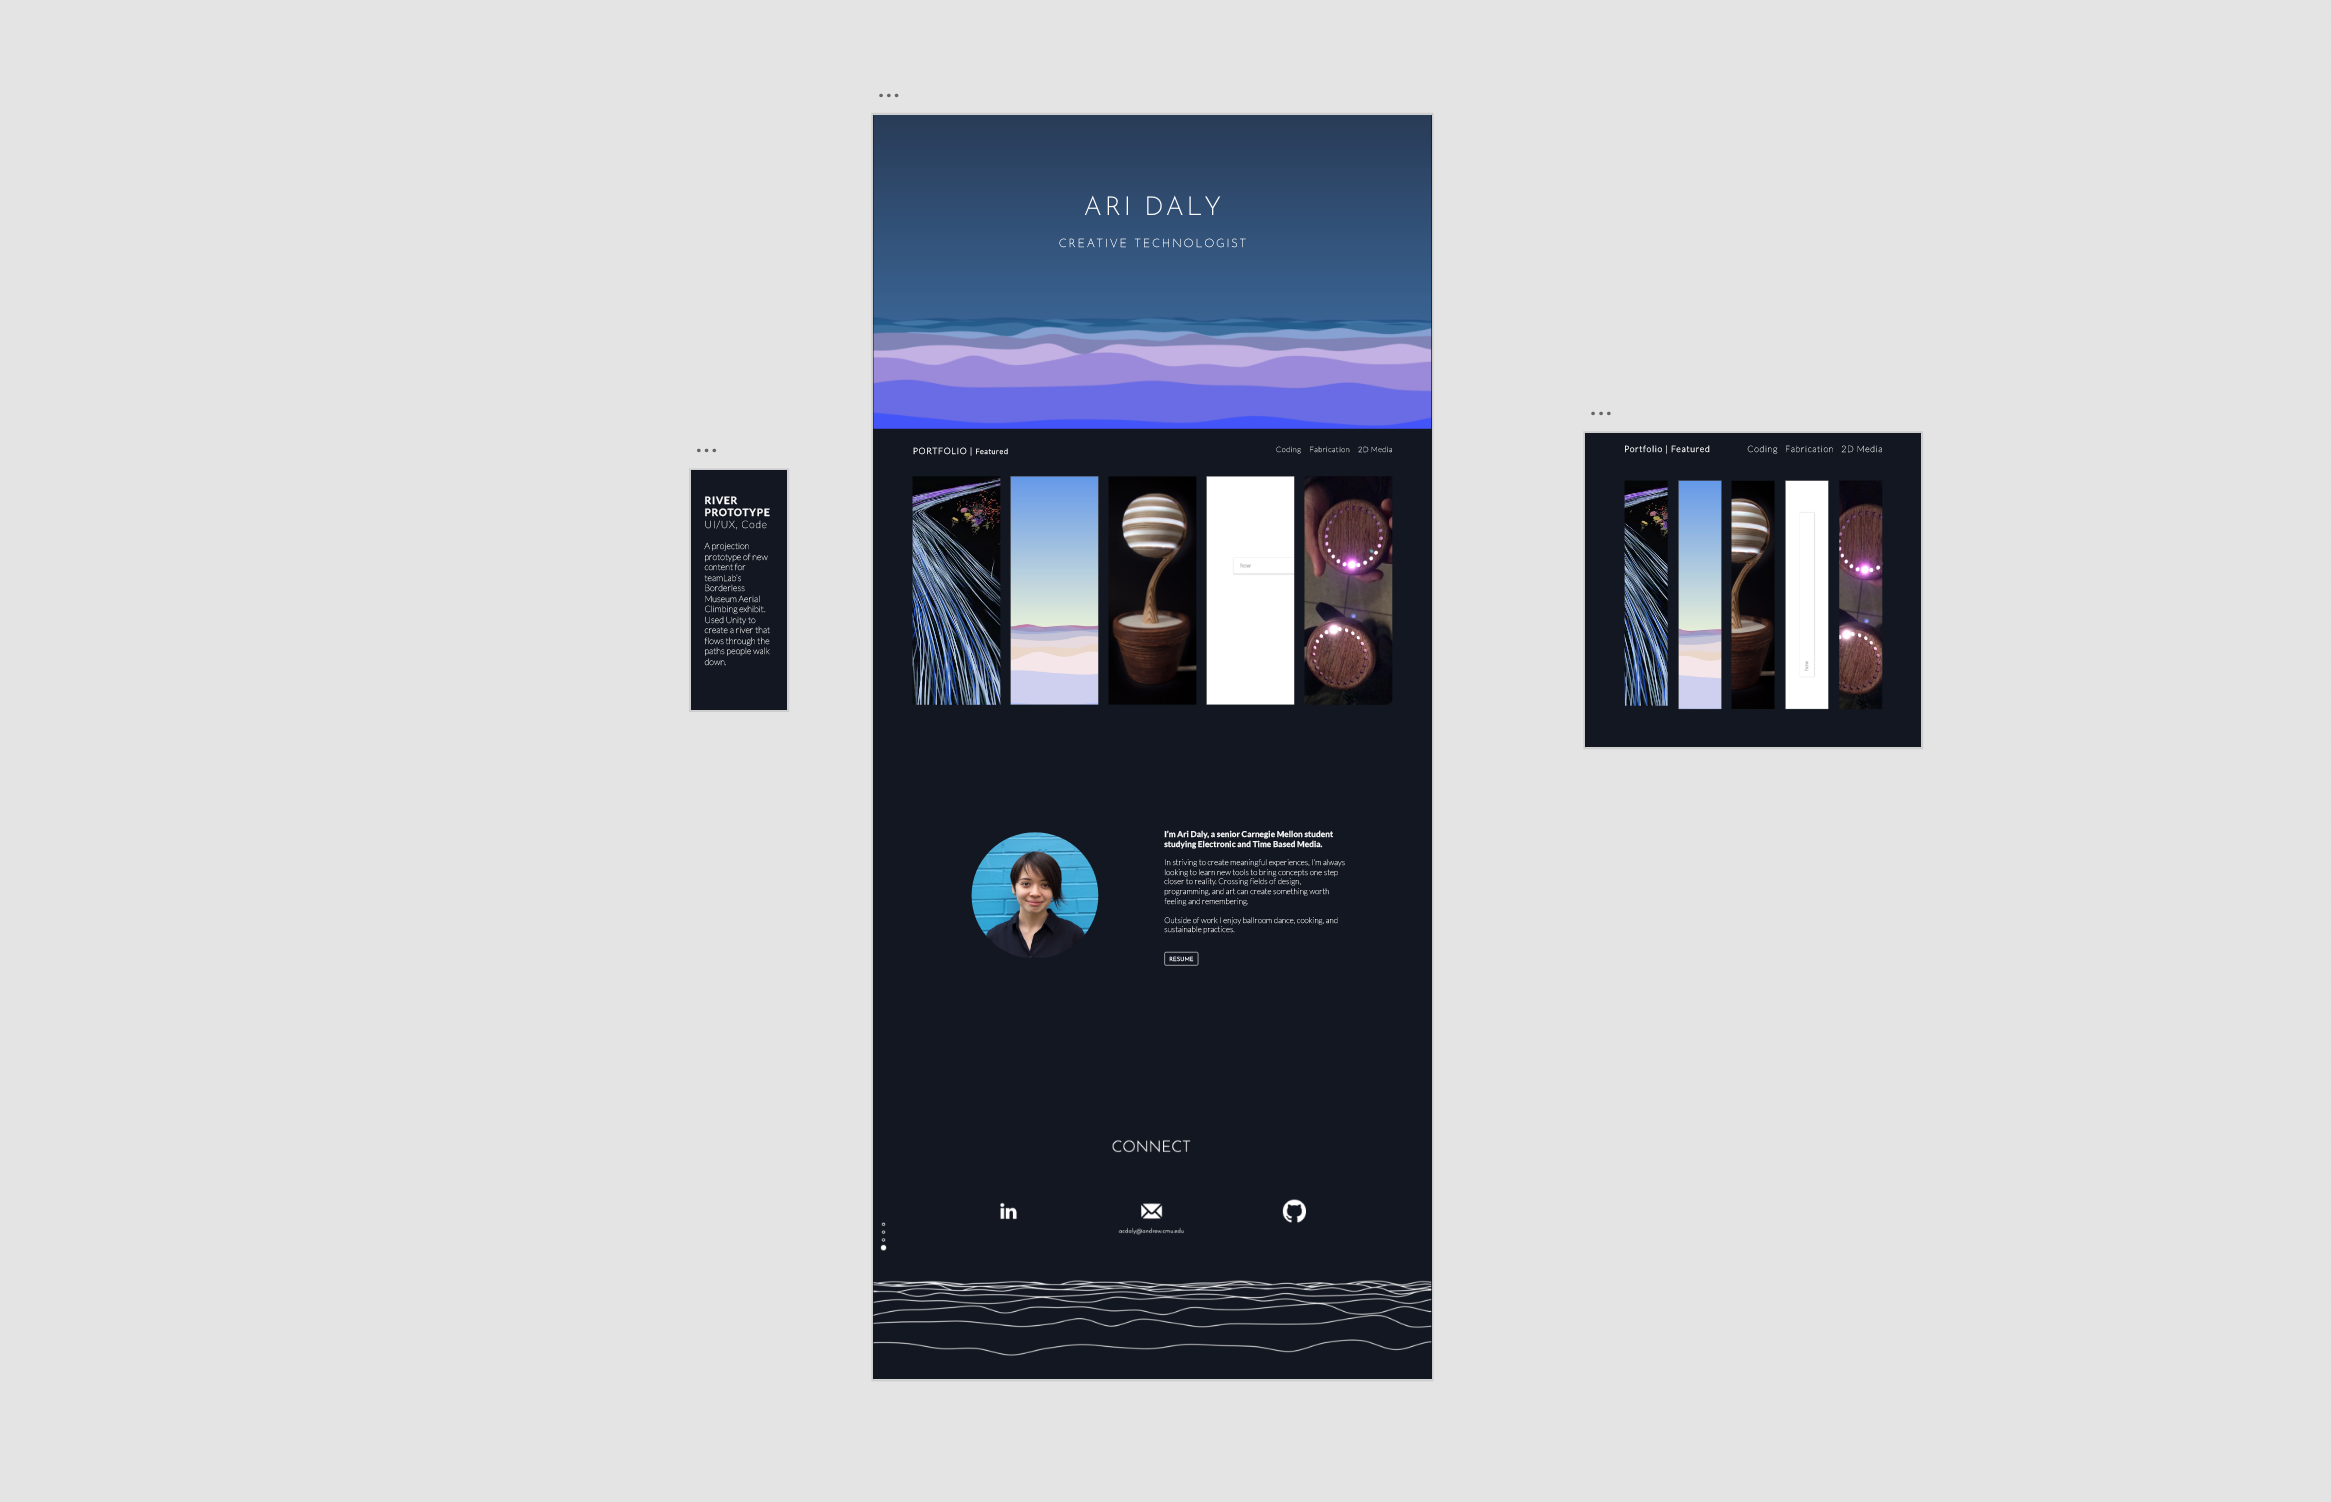 RIVER
PROTOTYPE
UI/UX, Code
A projection
prototype of new
content for
teamLab's
Borderless
Museum Aerial
Climbing exhibit.
Used Unity to
create a river that
flows through the
paths people walk
down.
ARI DALY
CREATIVE TECHNOLOGIST
PORTFOLIO | Featured
Coding Fabrication 2D Media
how
I'm Ari Daly, a senior Carnegie Mellon student
studying Electronic and Time Based Media.
In striving to create meaningful experiences, I'm always
looking to learn new tools to bring concepts one step
closer to reality. Crossing fields of design,
programming, and art can create something worth
feeling and remembering.
Outside of work I enjoy ballroom dance, cooking, and
sustainable practices.
RESUME
CONNECT
in
acdaly@andrew.cmu.edu
Portfolio | Featured
Coding Fabrication 2D Media
how